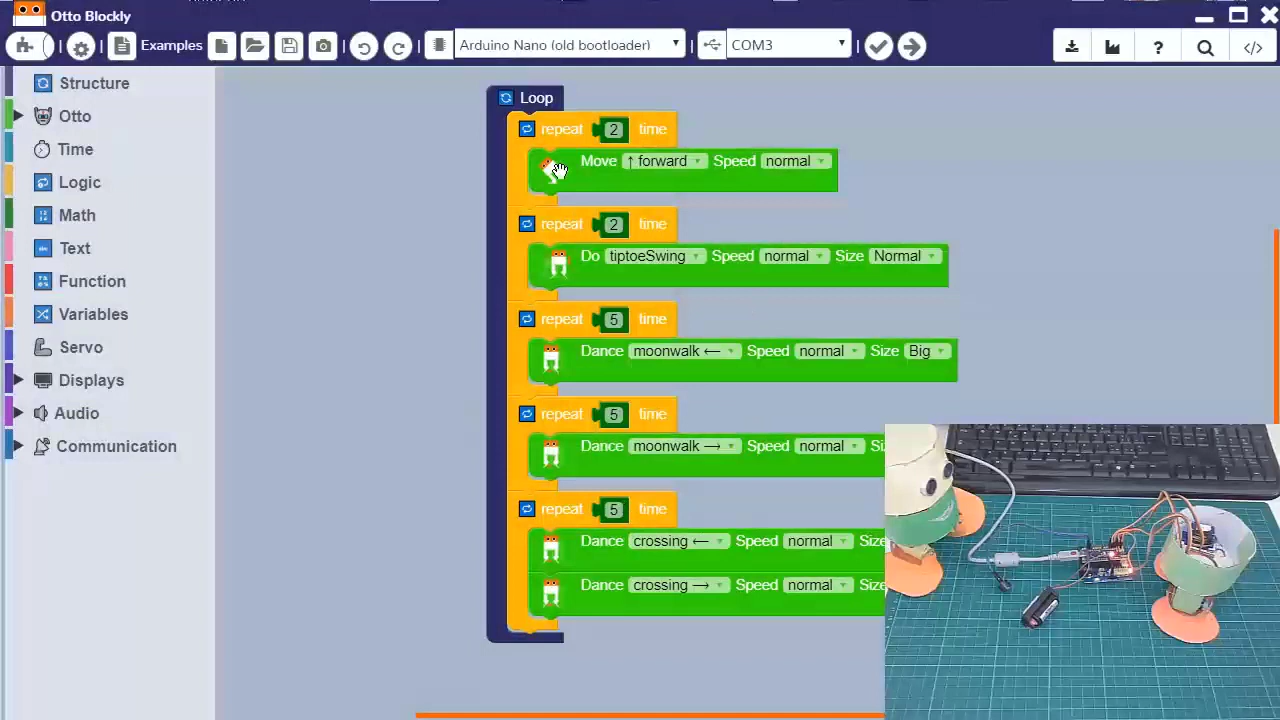 Otto Blockly
Examples
Arduino Nano (old bootloader)
COM3
?
</>
Structure
Otto
Time
Logic
Math
Text
Function
Variables
Servo
Displays
Audio
Communication
Loop
repeat 2 time
Move ↑ forward Speed normal
repeat 2 time
Do tiptoeSwing Speed normal Size Normal
repeat 5 time
Dance moonwalk ← Speed normal Size Big
repeat 5 time
Dance moonwalk → Speed normal
repeat 5 time
Dance crossing ← Speed normal Size
Dance crossing → Speed normal Size